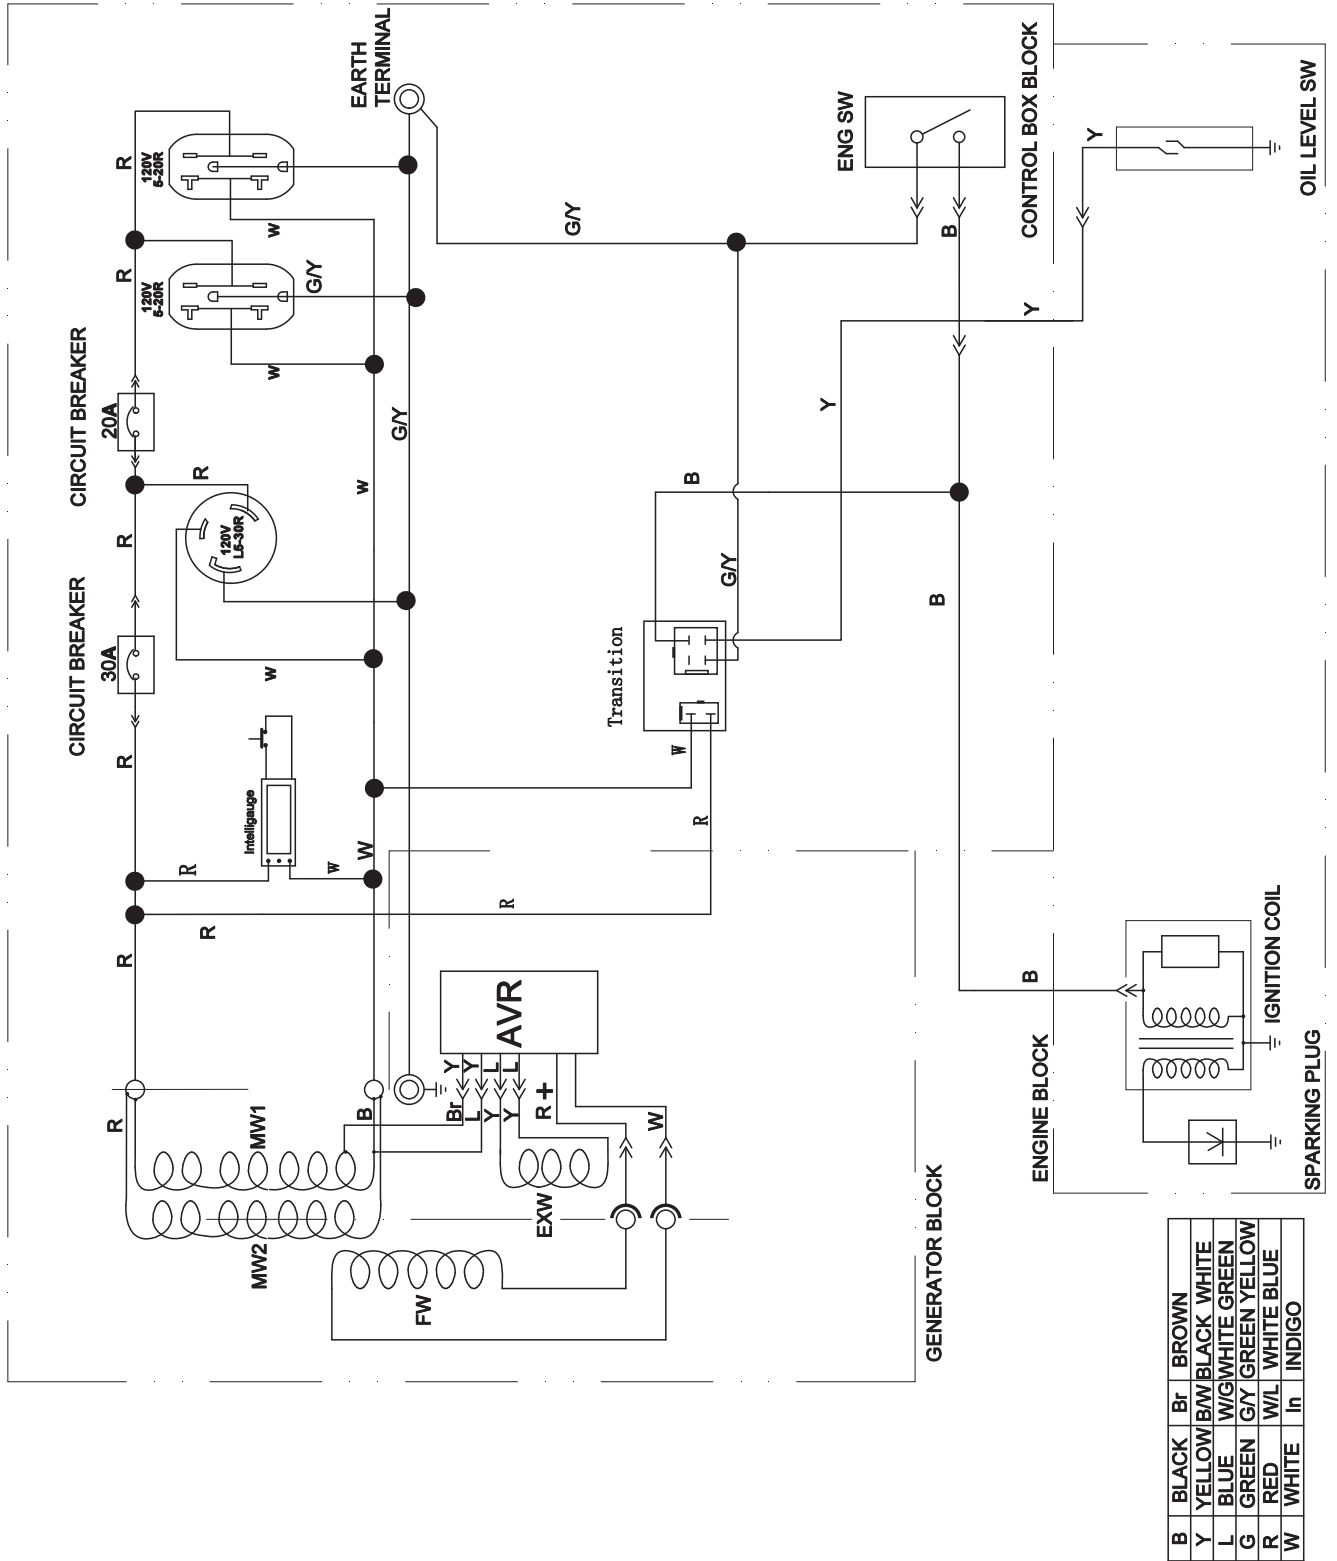 EARTH
TERMINAL
R
120V
5-20R
W
R
120V
5-20R
G/Y
W
CIRCUIT BREAKER
20A
R
G/Y
W
R
120V
L5-30R
CIRCUIT BREAKER
30A
W
R
Intelligauge
R
W
W
R
R
R
G/Y
ENG SW
B
CONTROL BOX BLOCK
Y
OIL LEVEL SW
Y
Y
B
G/Y
B
Transition
W
R
B
IGNITION COIL
SPARKING PLUG
ENGINE BLOCK
AVR
Y
Y
L
L
Br
L
Y
Y
R
+
W
R
B
MW1
MW2
EXW
FW
GENERATOR BLOCK
B BLACK Br BROWN
Y YELLOW B/W BLACK WHITE
L BLUE W/G WHITE GREEN
G GREEN G/Y GREEN YELLOW
R RED W/L WHITE BLUE
W WHITE In INDIGO